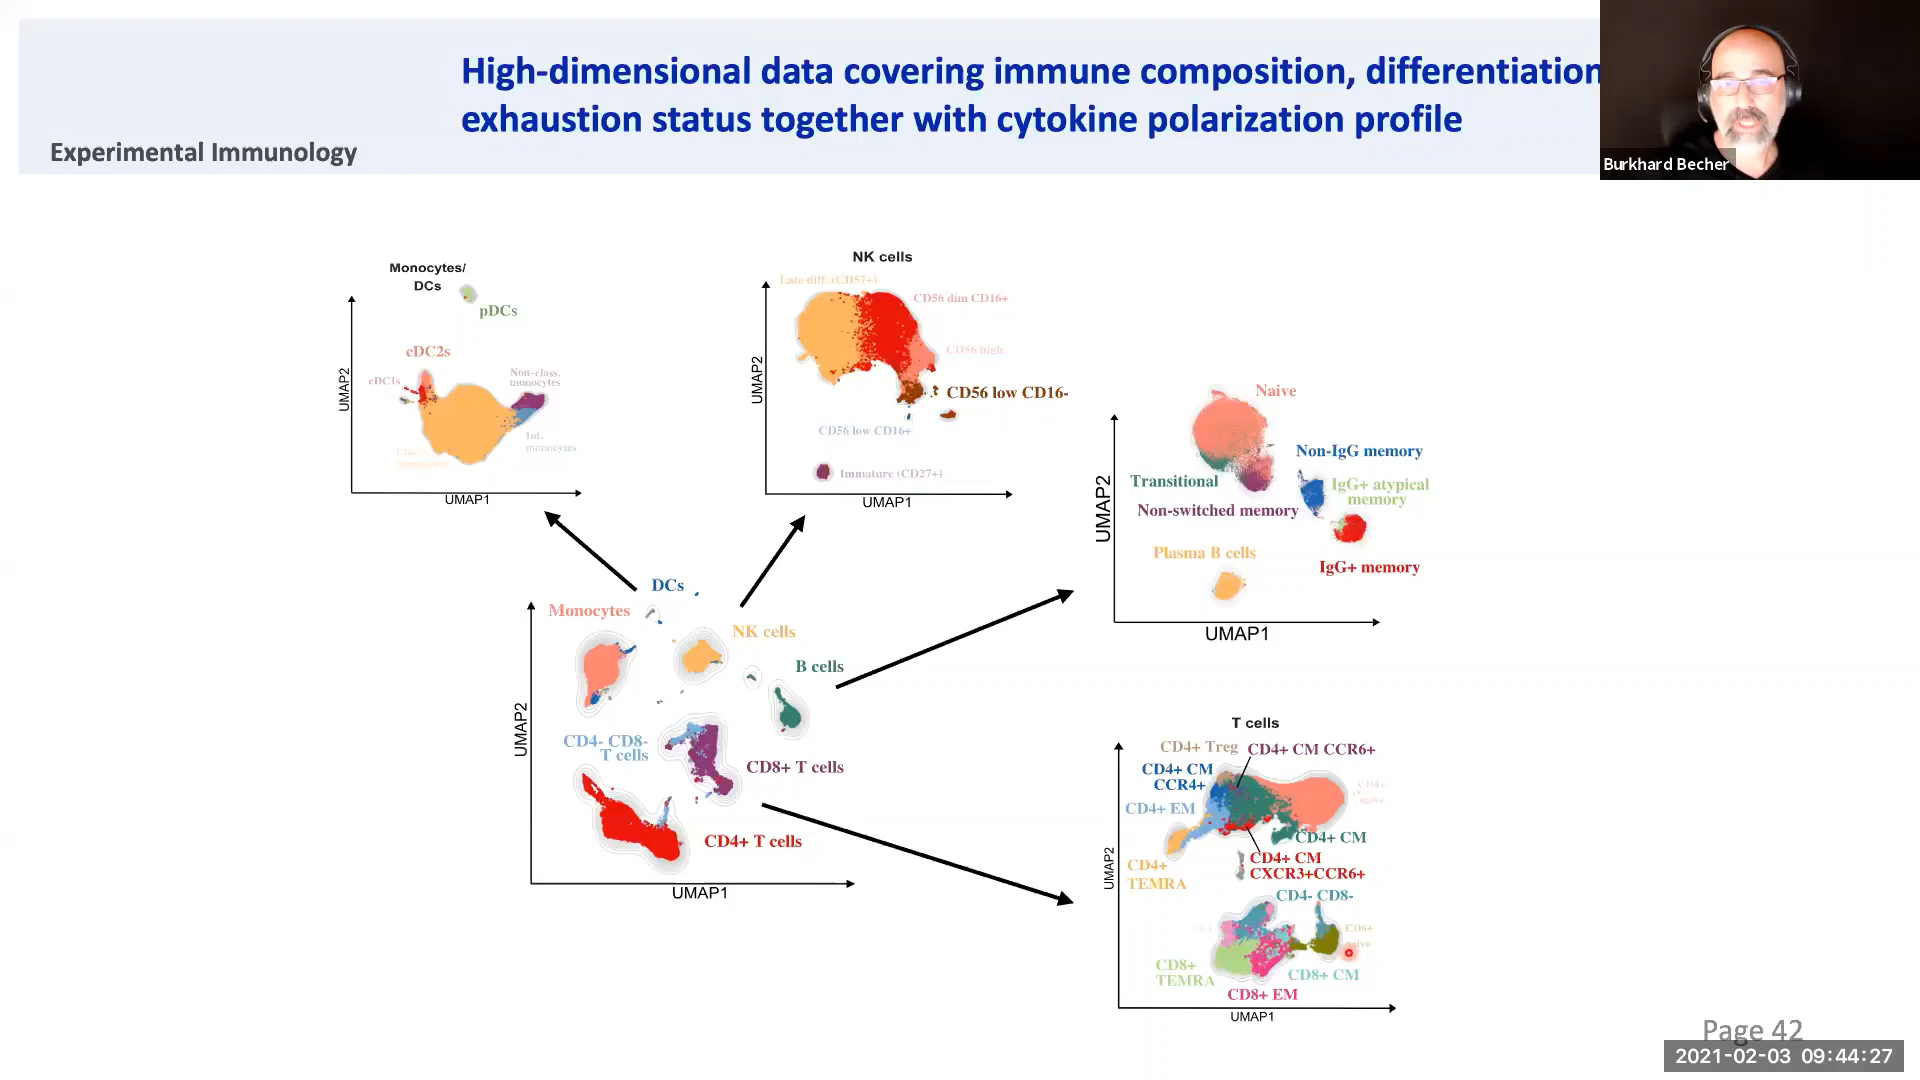 High-dimensional data covering immune composition, differentiation
exhaustion status together with cytokine polarization profile
Experimental Immunology
Burkhard Becher
Monocytes/
DCs
pDCs
cDC2s
cDC1s
Non-class.
monocytes
Int.
monocytes
monocytes
UMAP2
UMAP1
NK cells
Late diff. (CD57+)
CD56 dim CD16+
CD56 high
CD56 low CD16-
CD56 low CD16+
Immature (CD27+)
UMAP2
UMAP1
Naive
Non-IgG memory
Transitional
IgG+ atypical
memory
Non-switched memory
Plasma B cells
IgG+ memory
UMAP2
UMAP1
DCs
Monocytes
NK cells
B cells
CD4- CD8-
T cells
CD8+ T cells
CD4+ T cells
UMAP2
UMAP1
T cells
CD4+ Treg
CD4+ CM CCR6+
CD4+ CM
CCR4+
CD4+
naive
CD4+ EM
CD4+ CM
CD4+ CM
CXCR3+CCR6+
CD4+
TEMRA
CD4- CD8-
CD8+
naive
CD8+
TEMRA
CD8+ CM
CD8+ EM
UMAP2
UMAP1
Page 42
2021-02-03 09:44:27